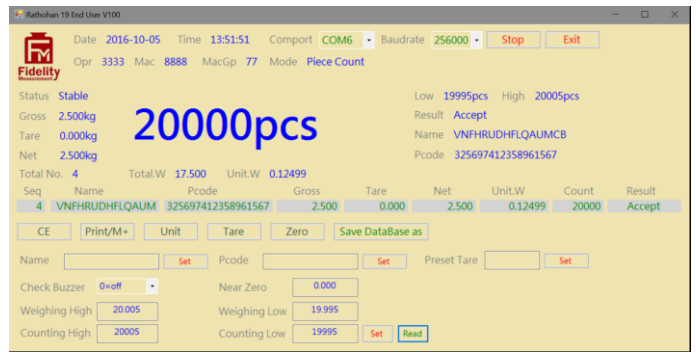 Rathohan 19 End User V100
Date 2016-10-05 Time 13:51:51 Comport COM6 Baudrate 256000 Stop Exit
Opr 3333 Mac 8888 MacGp 77 Mode Piece Count
Fidelity
Measurement
Status Stable
Low 19995pcs High 20005pcs
Gross 2.500kg
Result Accept
20000pcs
Tare 0.000kg
Name VNFHRUDHFLQAUMCB
Net 2.500kg
Pcode 325697412358961567
Total No. 4 Total.W 17.500 Unit.W 0.12499
Seq Name Pcode Gross Tare Net Unit.W Count Result
4 VNFHRUDHFLQAUM 325697412358961567 2.500 0.000 2.500 0.12499 20000 Accept
CE Print/M+ Unit Tare Zero Save DataBase as
Name Set Pcode Set Preset Tare Set
Check Buzzer 0=off Near Zero 0.000
Weighing High 20.005 Weighing Low 19.995
Counting High 20005 Counting Low 19995 Set Read